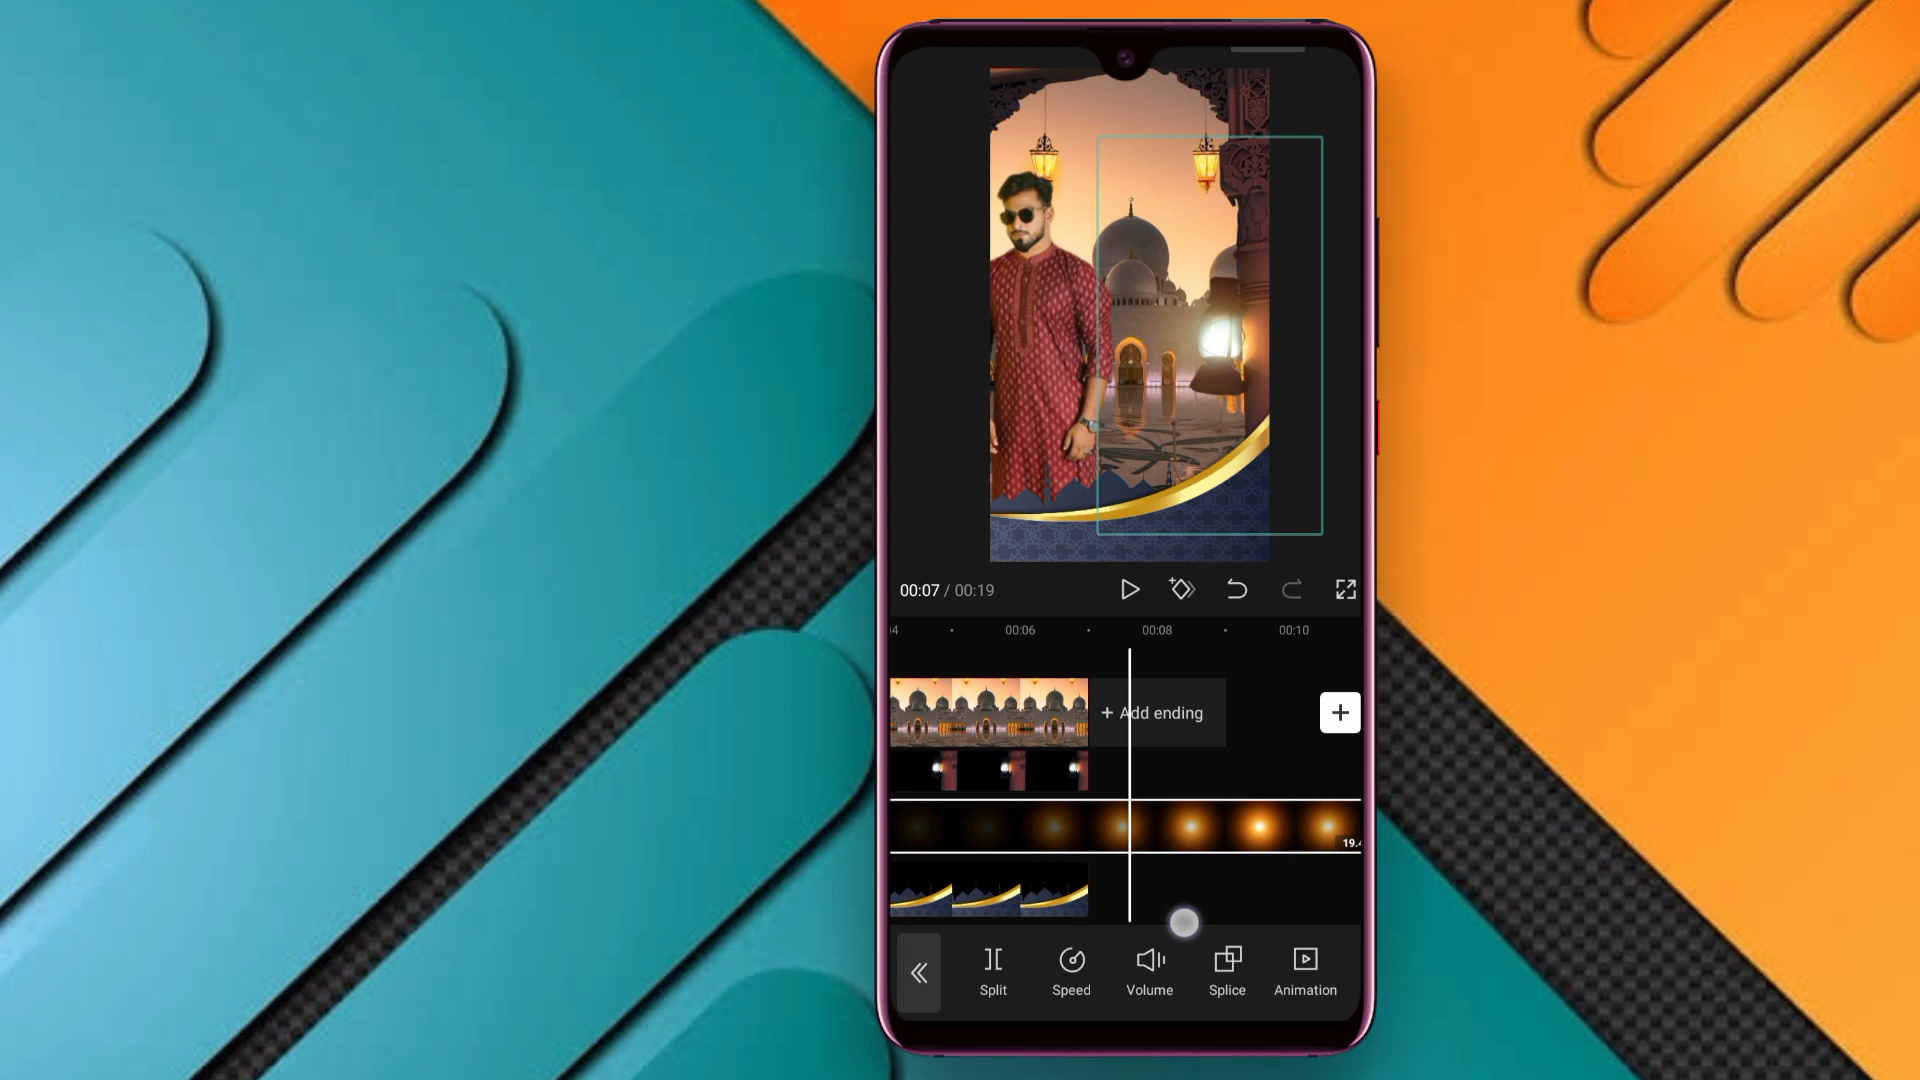 00:07 / 00:19
00:06 00:08 00:10
+ Add ending
Split Speed Volume Splice Animation